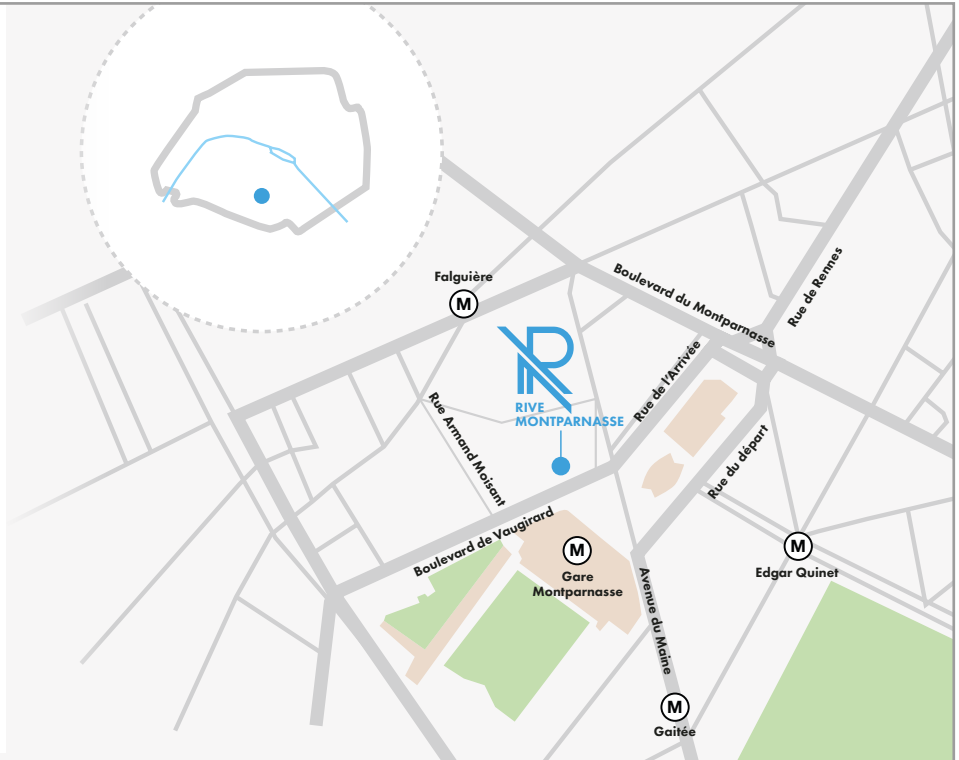 Falguière
M
Boulevard du Montparnasse
Rue de Rennes
RIVE
MONTPARNASSE
Rue de l'Arrivée
Rue Armand Moisant
Rue du départ
Boulevard de Vaugirard
M
Gare
Montparnasse
M
Edgar Quinet
Avenue du Maine
M
Gaitée